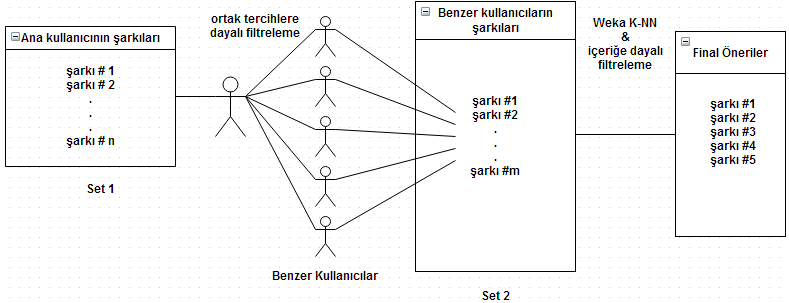 Ana kullanıcının şarkıları
şarkı # 1
şarkı # 2
.
.
.
şarkı # n
Set 1
ortak tercihlere
dayalı filtreleme
Benzer Kullanıcılar
Benzer kullanıcıların
şarkıları
şarkı #1
şarkı #2
.
.
.
şarkı #m
Set 2
Weka K-NN
&
içeriğe dayalı
filtreleme
Final Öneriler
şarkı #1
şarkı #2
şarkı #3
şarkı #4
şarkı #5